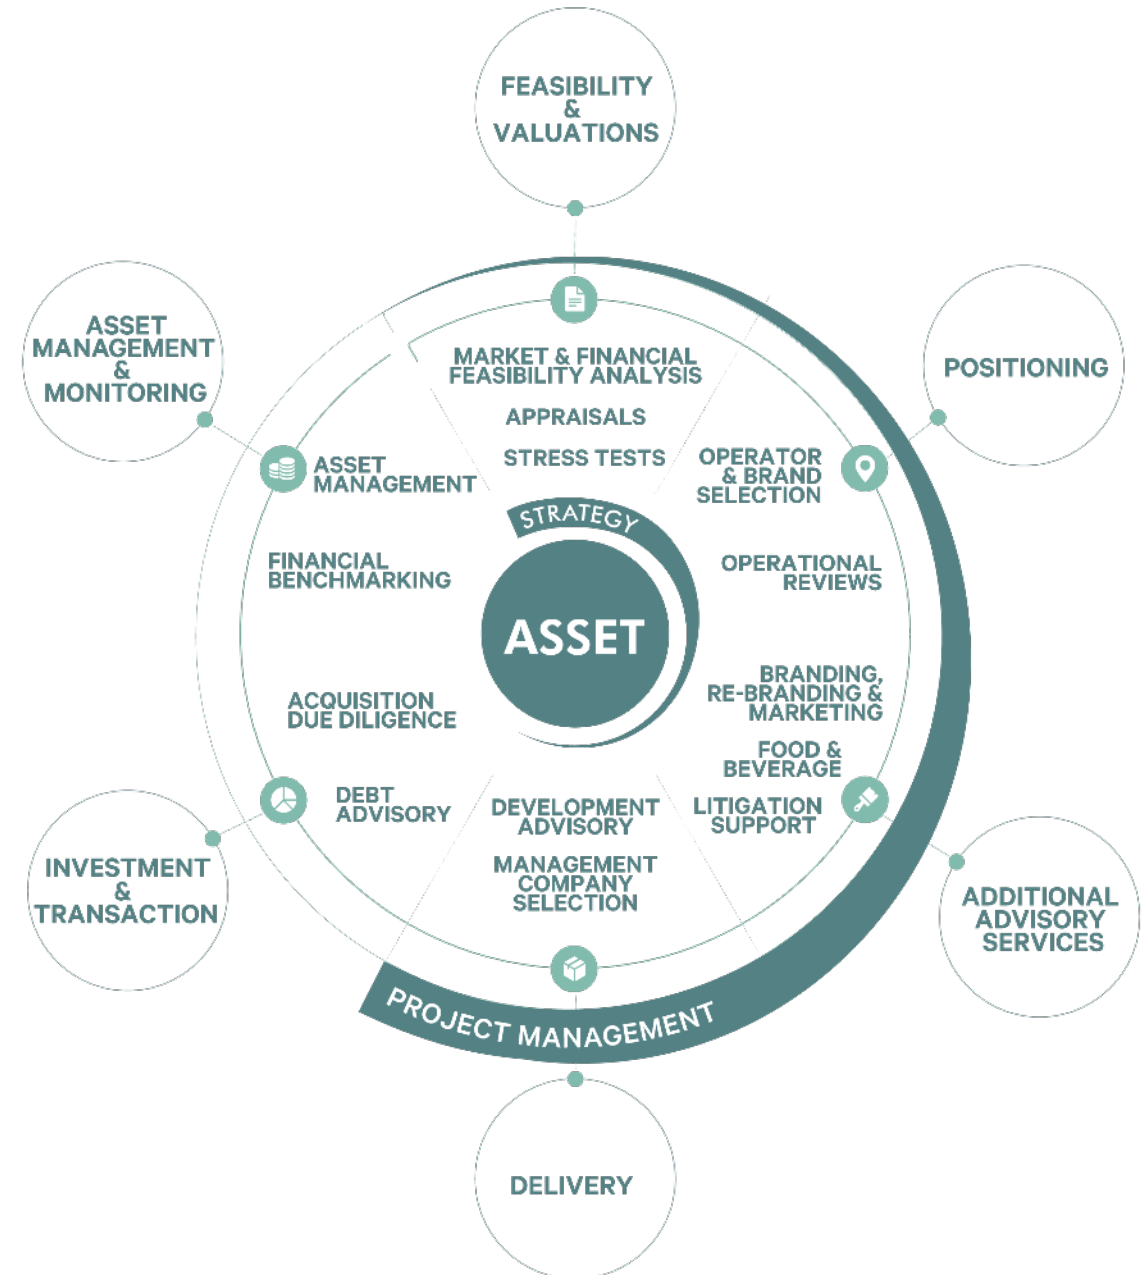 FEASIBILITY
&
VALUATIONS
ASSET
MANAGEMENT
&
MONITORING
POSITIONING
MARKET & FINANCIAL
FEASIBILITY ANALYSIS
APPRAISALS
STRESS TESTS
ASSET
MANAGEMENT
OPERATOR
& BRAND
SELECTION
STRATEGY
FINANCIAL
BENCHMARKING
OPERATIONAL
REVIEWS
ASSET
ACQUISITION
DUE DILIGENCE
BRANDING,
RE-BRANDING &
MARKETING
FOOD &
BEVERAGE
DEBT
ADVISORY
DEVELOPMENT
ADVISORY
LITIGATION
SUPPORT
MANAGEMENT
COMPANY
SELECTION
INVESTMENT
&
TRANSACTION
ADDITIONAL
ADVISORY
SERVICES
PROJECT MANAGEMENT
DELIVERY